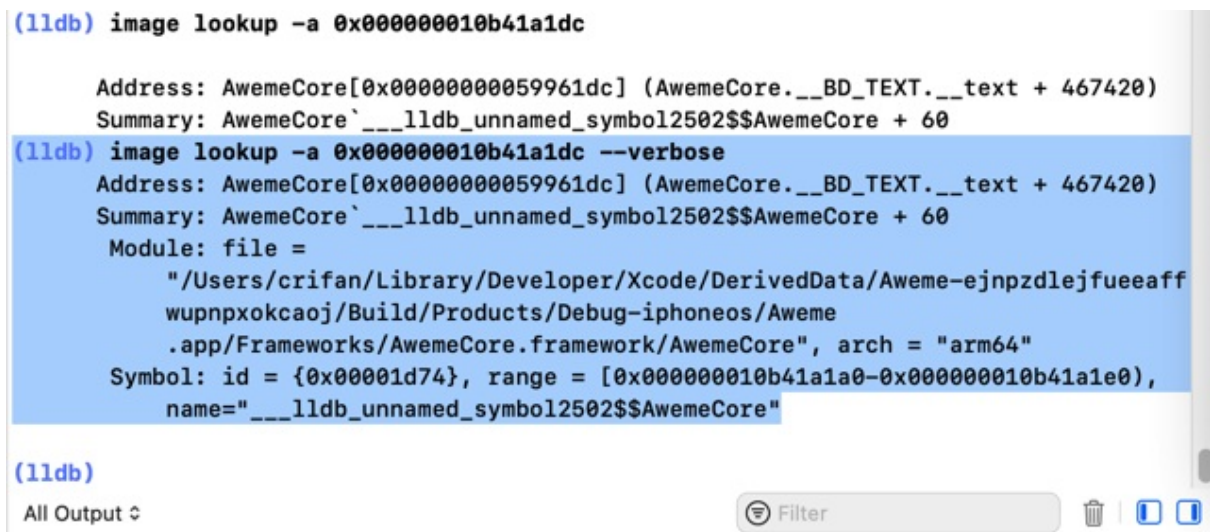 (lldb) image lookup -a 0x000000010b41a1dc
Address: AwemeCore[0x00000000059961dc] (AwemeCore.__BD_TEXT.__text + 467420)
Summary: AwemeCore`___lldb_unnamed_symbol2502$$AwemeCore + 60
(lldb) image lookup -a 0x000000010b41a1dc --verbose
Address: AwemeCore[0x00000000059961dc] (AwemeCore.__BD_TEXT.__text + 467420)
Summary: AwemeCore`___lldb_unnamed_symbol2502$$AwemeCore + 60
Module: file =
"/Users/crifan/Library/Developer/Xcode/DerivedData/Aweme-ejnpzdlejfueeaff
wupnpxokcaoj/Build/Products/Debug-iphoneos/Aweme
.app/Frameworks/AwemeCore.framework/AwemeCore", arch = "arm64"
Symbol: id = {0x00001d74}, range = [0x000000010b41a1a0-0x000000010b41a1e0),
name="___lldb_unnamed_symbol2502$$AwemeCore"
(lldb)
All Output
Filter